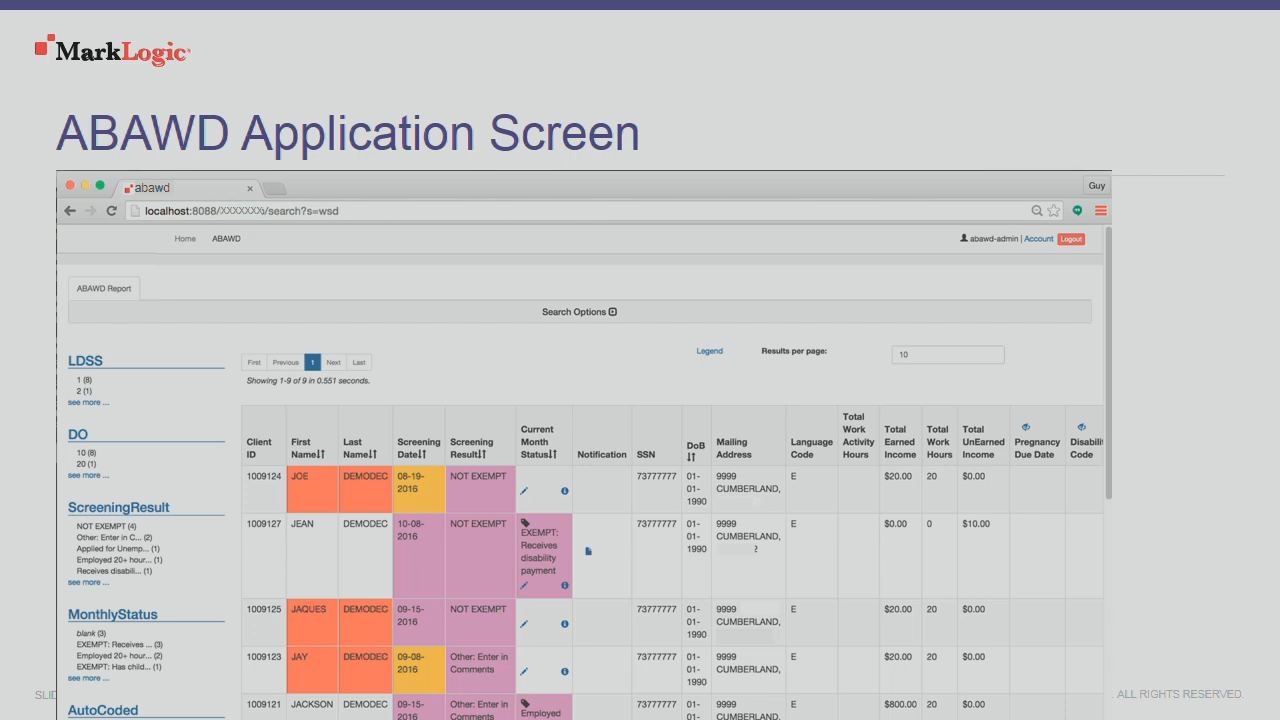 MarkLogic
ABAWD Application Screen
abawd
Guy
localhost:8088/XXXXXXX/search?s=wsd
Home ABAWD
abawd-admin | Account Logout
ABAWD Report
Search Options
LDSS
1 (8)
2 (1)
see more ...
DO
10 (8)
20 (1)
see more ...
ScreeningResult
NOT EXEMPT (4)
Other: Enter in C... (2)
Applied for Unemp... (1)
Employed 20+ hour... (1)
Receives disabili... (1)
see more ...
MonthlyStatus
blank (3)
EXEMPT: Receives ... (3)
Employed 20+ hour... (2)
EXEMPT: Has child... (1)
see more ...
AutoCoded
First Previous 1 Next Last
Showing 1-9 of 9 in 0.551 seconds.
Legend
Results per page:
10
Client ID First Name Last Name Screening Date Screening Result Current Month Status Notification SSN DoB Mailing Address Language Code Total Work Activity Hours Total Earned Income Total Work Hours Total UnEarned Income Pregnancy Due Date Disabilit Code
1009124 JOE DEMODEC 08-19-2016 NOT EXEMPT 73777777 01-01-1990 9999 CUMBERLAND, E $20.00 20 $0.00
1009127 JEAN DEMODEC 10-08-2016 NOT EXEMPT EXEMPT: Receives disability payment 73777777 01-01-1990 9999 CUMBERLAND, 2 E $0.00 0 $10.00
1009125 JAQUES DEMODEC 09-15-2016 NOT EXEMPT 73777777 01-01-1990 9999 CUMBERLAND, E $20.00 20 $0.00
1009123 JAY DEMODEC 09-08-2016 Other: Enter in Comments 73777777 01-01-1990 9999 CUMBERLAND, E $20.00 20 $0.00
1009121 JACKSON DEMODEC 09-15-2016 Other: Enter in Comments Employed 73777777 01-01- 9999 CUMBERLAND, E $800.00 20 $0.00
SLID
. ALL RIGHTS RESERVED.